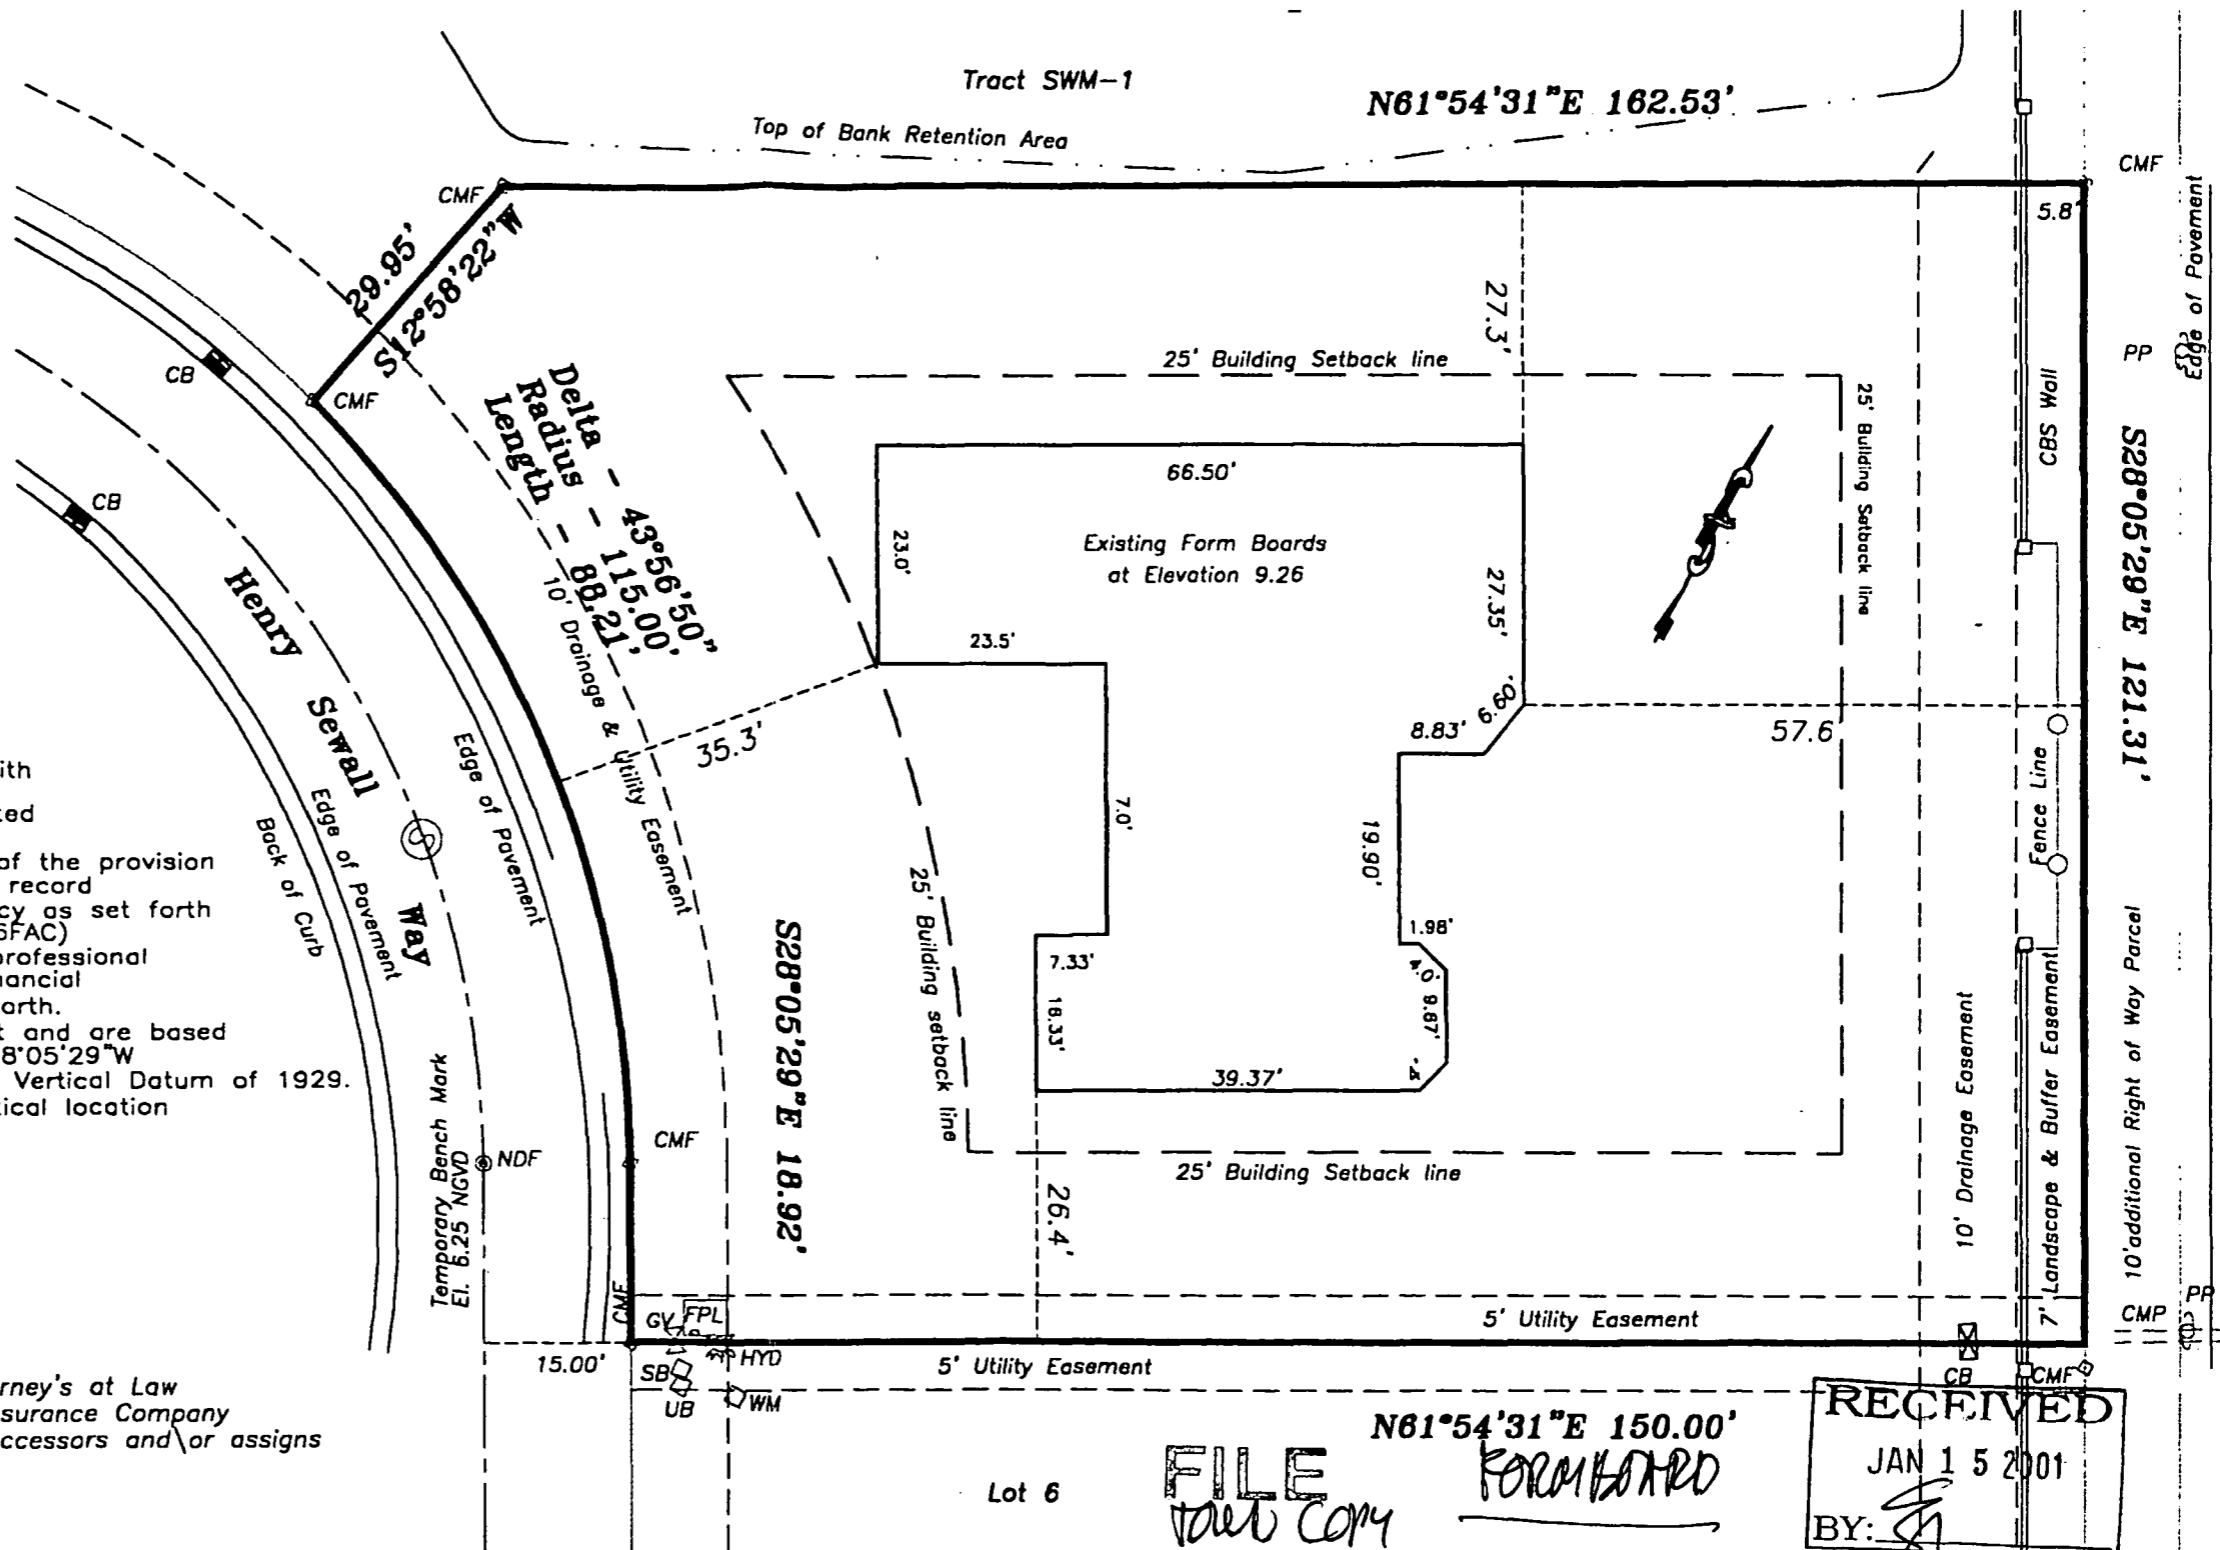 Tract SWM-1
N61°54'31"E 162.53'
Top of Bank Retention Area
CMF
CMF
5.8'
Edge of Pavement
29.95'
S12°58'22"W
CB
CMF
27.3'
25' Building Setback line
PP
CBS Wall
25' Building Setback line
S28°05'29"E 121.31'
Delta - 43°56'50"
Radius - 115.00'
Length - 88.21'
66.50'
CB
23.0'
Existing Form Boards
at Elevation 9.26
27.35'
10' Drainage & Utility Easement
Henry Sewall Way
23.5'
6.60'
8.83'
57.6
35.3'
Fence Line
Edge of Pavement
Edge of Pavement
Back of Curb
7.0'
19.90'
25' Building setback line
1.98'
7.33'
4.0'
9.87'
18.33'
39.37'
S28°05'29"E 18.92'
ith
ked
of the provision
record
cy as set forth
6FAC)
professional
nancial
arth.
t and are based
8°05'29"W
Vertical Datum of 1929.
tical location
CMF
NDF
Temporary Bench Mark
El. 6.25 NGVD
25' Building Setback line
26.4'
10' Drainage Easement
7' Landscape & Buffer Easement
10'additional Right of Way Parcel
CMF
GV
FPL
5' Utility Easement
PP
CMP
15.00'
SB
HYD
5' Utility Easement
UB
WM
CB
CMF
rney's at Law
surance Company
ccessors and\or assigns
N61°54'31"E 150.00'
Lot 6
FILE
TOWN COPY
FORMBOARD
RECEIVED
JAN 15 2001
BY: